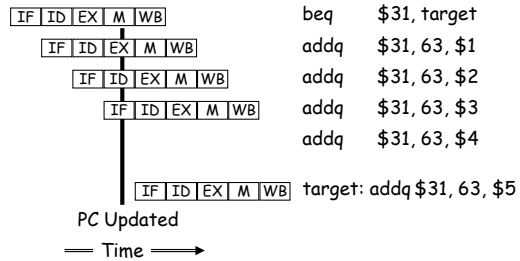 IF ID EX M WB beq $31, target
IF ID EX M WB addq $31, 63, $1
IF ID EX M WB addq $31, 63, $2
IF ID EX M WB addq $31, 63, $3
addq $31, 63, $4
IF ID EX M WB target: addq $31, 63, $5
PC Updated
Time